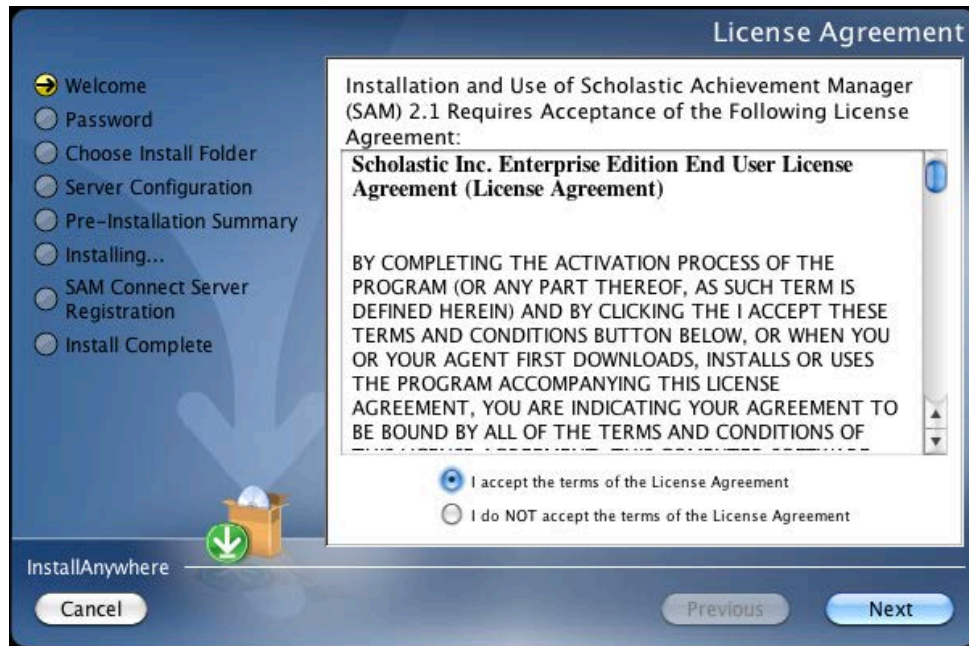 License Agreement
Welcome
Password
Choose Install Folder
Server Configuration
Pre-Installation Summary
Installing...
SAM Connect Server
Registration
Install Complete
Installation and Use of Scholastic Achievement Manager
(SAM) 2.1 Requires Acceptance of the Following License
Agreement:
Scholastic Inc. Enterprise Edition End User License
Agreement (License Agreement)
BY COMPLETING THE ACTIVATION PROCESS OF THE
PROGRAM (OR ANY PART THEREOF, AS SUCH TERM IS
DEFINED HEREIN) AND BY CLICKING THE I ACCEPT THESE
TERMS AND CONDITIONS BUTTON BELOW, OR WHEN YOU
OR YOUR AGENT FIRST DOWNLOADS, INSTALLS OR USES
THE PROGRAM ACCOMPANYING THIS LICENSE
AGREEMENT, YOU ARE INDICATING YOUR AGREEMENT TO
BE BOUND BY ALL OF THE TERMS AND CONDITIONS OF
I accept the terms of the License Agreement
I do NOT accept the terms of the License Agreement
InstallAnywhere
Cancel
Previous
Next